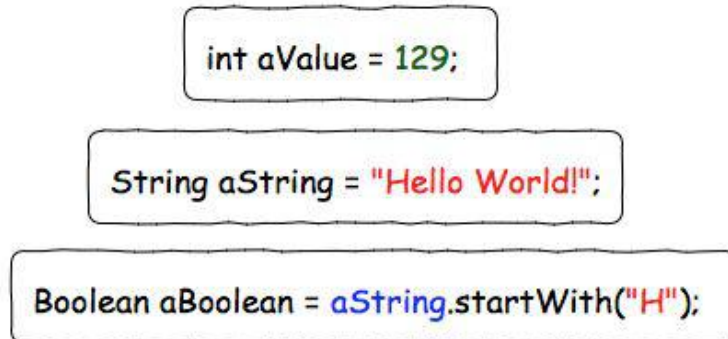 int aValue = 129;
String aString = "Hello World!";
Boolean aBoolean = aString.startWith("H");